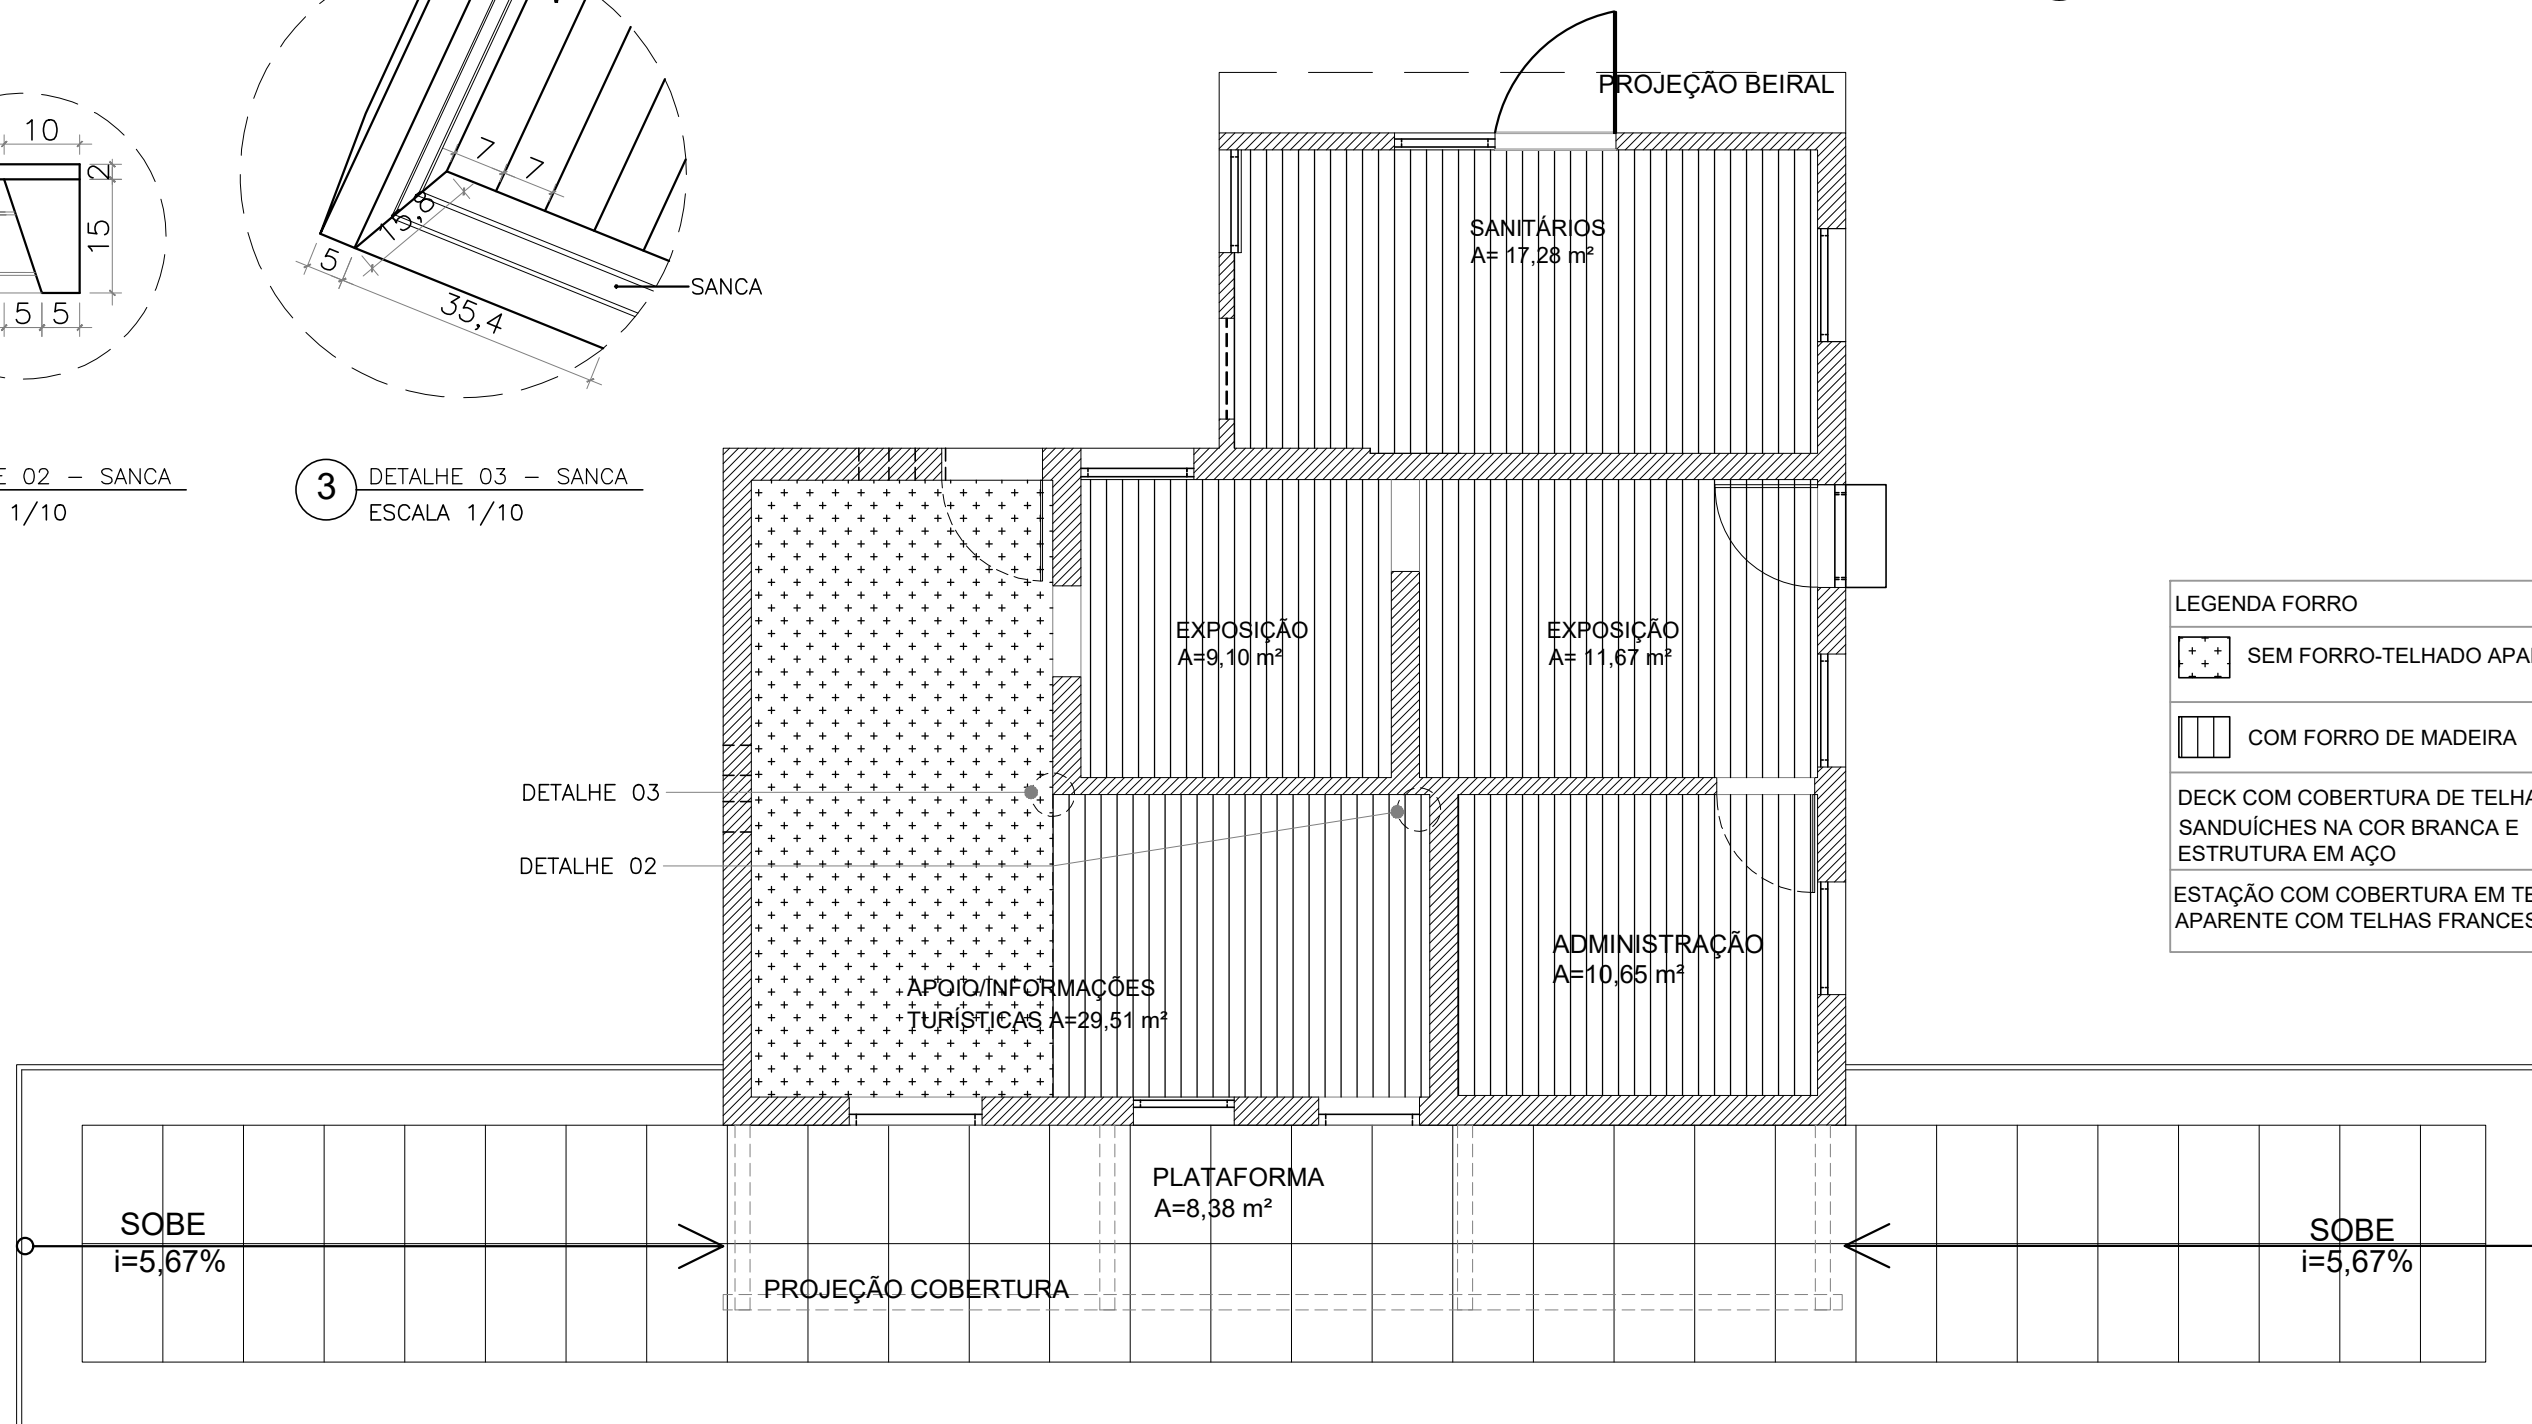 10
2
15
5
5
7
7
15,8
5
35,4
SANCA
E 02 – SANCA
1/10
3
DETALHE 03 – SANCA
ESCALA 1/10
PROJEÇÃO BEIRAL
SANITÁRIOS
A= 17,28 m²
EXPOSIÇÃO
A=9,10 m²
EXPOSIÇÃO
A= 11,67 m²
DETALHE 03
DETALHE 02
ADMINISTRAÇÃO
A=10,65 m²
APOIO/INFORMAÇÕES
TURÍSTICAS A=29,51 m²
LEGENDA FORRO
SEM FORRO-TELHADO APA
COM FORRO DE MADEIRA
DECK COM COBERTURA DE TELHA
SANDUÍCHES NA COR BRANCA E
ESTRUTURA EM AÇO
ESTAÇÃO COM COBERTURA EM TE
APARENTE COM TELHAS FRANCES
PLATAFORMA
A=8,38 m²
SOBE
i=5,67%
PROJEÇÃO COBERTURA
SOBE
i=5,67%